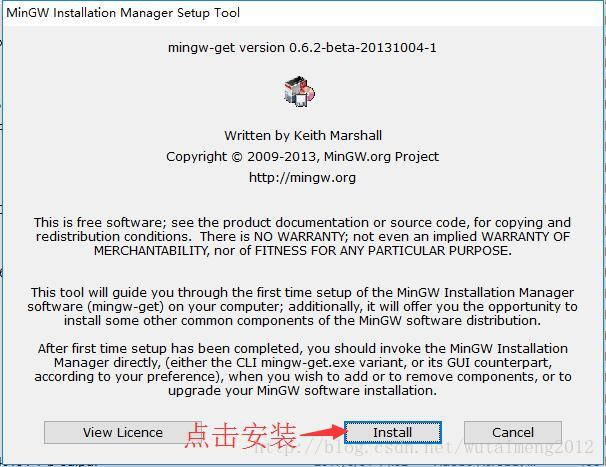 MinGW Installation Manager Setup Tool
mingw-get version 0.6.2-beta-20131004-1
Written by Keith Marshall
Copyright © 2009-2013, MinGW.org Project
http://mingw.org
This is free software; see the product documentation or source code, for copying and
redistribution conditions. There is NO WARRANTY; not even an implied WARRANTY OF
MERCHANTABILITY, nor of FITNESS FOR ANY PARTICULAR PURPOSE.
This tool will guide you through the first time setup of the MinGW Installation Manager
software (mingw-get) on your computer; additionally, it will offer you the opportunity to
install some other common components of the MinGW software distribution.
After first time setup has been completed, you should invoke the MinGW Installation
Manager directly, (either the CLI mingw-get.exe variant, or its GUI counterpart,
according to your preference), when you wish to add or to remove components, or to
upgrade your MinGW software installation.
View Licence 点击安装 Install Cancel
http://blog.csdn.net/wutaimeng2012